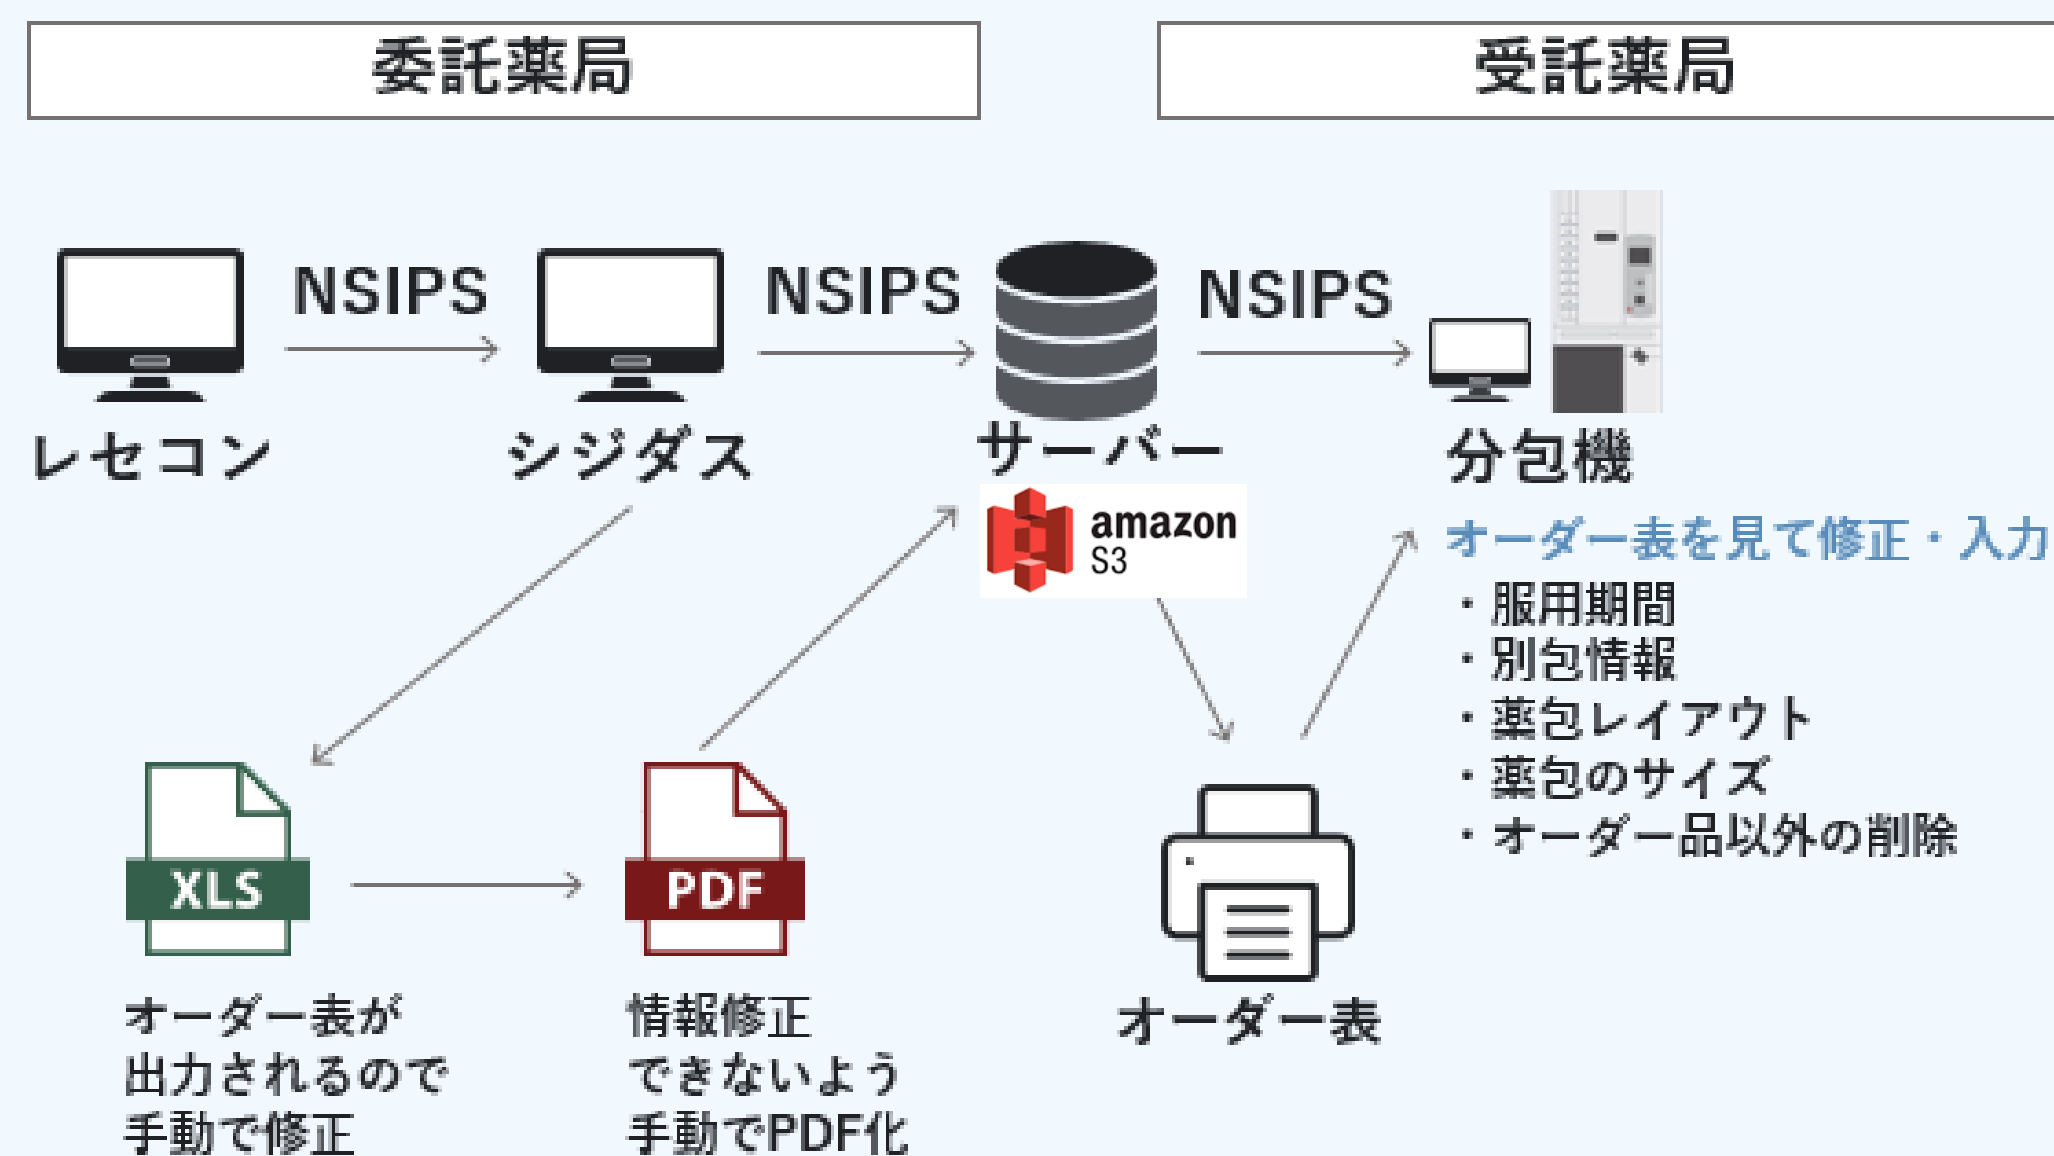 委託薬局
受託薬局
NSIPS
NSIPS
NSIPS
レセコン
シジダス
サーバー
分包機
amazon
S3
オーダー表を見て修正・入力
・服用期間
・別包情報
・薬包レイアウト
・薬包のサイズ
・オーダー品以外の削除
XLS
PDF
オーダー表が
出力されるので
手動で修正
情報修正
できないよう
手動でPDF化
オーダー表